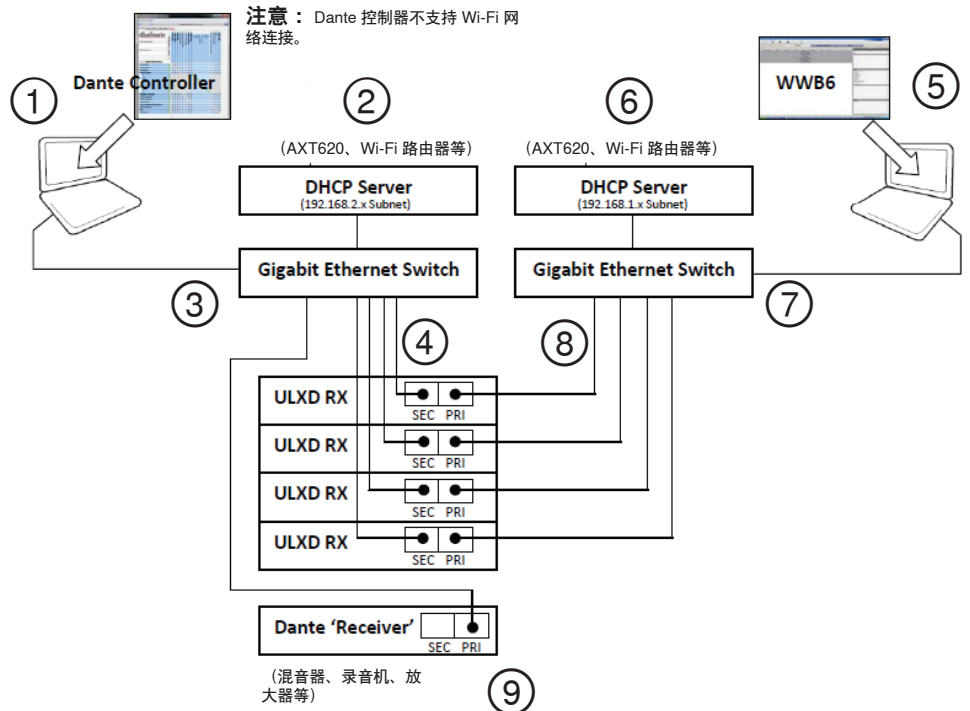 注意： Dante 控制器不支持 Wi-Fi 网
络连接。
Dante Controller
WWB6
①
②
⑥
⑤
（AXT620、Wi-Fi 路由器等）
（AXT620、Wi-Fi 路由器等）
DHCP Server
(192.168.2.x Subnet)
DHCP Server
(192.168.1.x Subnet)
Gigabit Ethernet Switch
Gigabit Ethernet Switch
③
⑦
④
⑧
ULXD RX
SEC PRI
ULXD RX
SEC PRI
ULXD RX
SEC PRI
ULXD RX
SEC PRI
Dante ‘Receiver’
SEC PRI
（混音器、录音机、放
大器等）
⑨